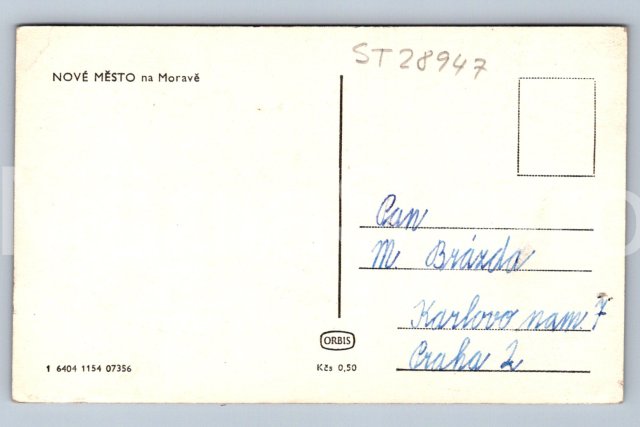 ST28947
NOVÉ MĚSTO na Moravě
Pan
M. Brázda
Karlovo nam. 7
Praha 2
ORBIS
1 6404 1154 07356
Kčs 0,50